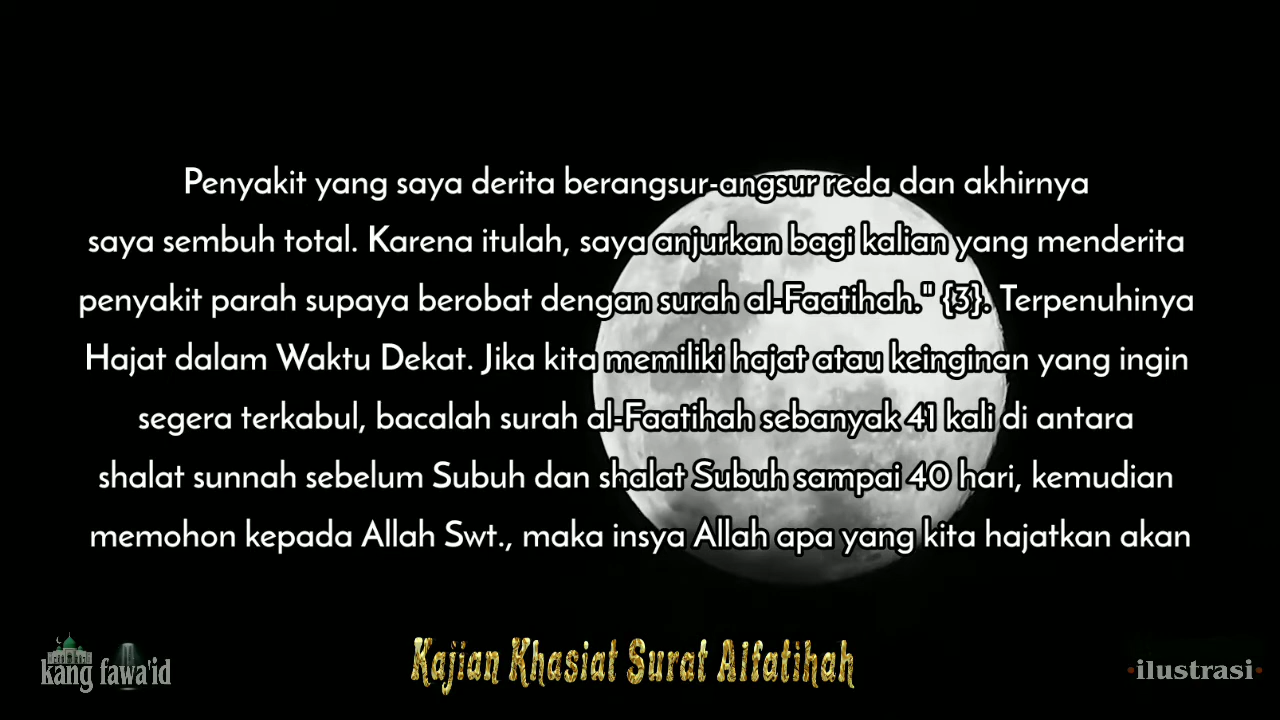 Penyakit yang saya derita berangsur-angsur reda dan akhirnya
saya sembuh total. Karena itulah, saya anjurkan bagi kalian yang menderita
penyakit parah supaya berobat dengan surah al-Faatihah." {3}. Terpenuhinya
Hajat dalam Waktu Dekat. Jika kita memiliki hajat atau keinginan yang ingin
segera terkabul, bacalah surah al-Faatihah sebanyak 41 kali di antara
shalat sunnah sebelum Subuh dan shalat Subuh sampai 40 hari, kemudian
memohon kepada Allah Swt., maka insya Allah apa yang kita hajatkan akan
kang fawa'id
Kajian Khasiat Surat Alfatihah
•ilustrasi•